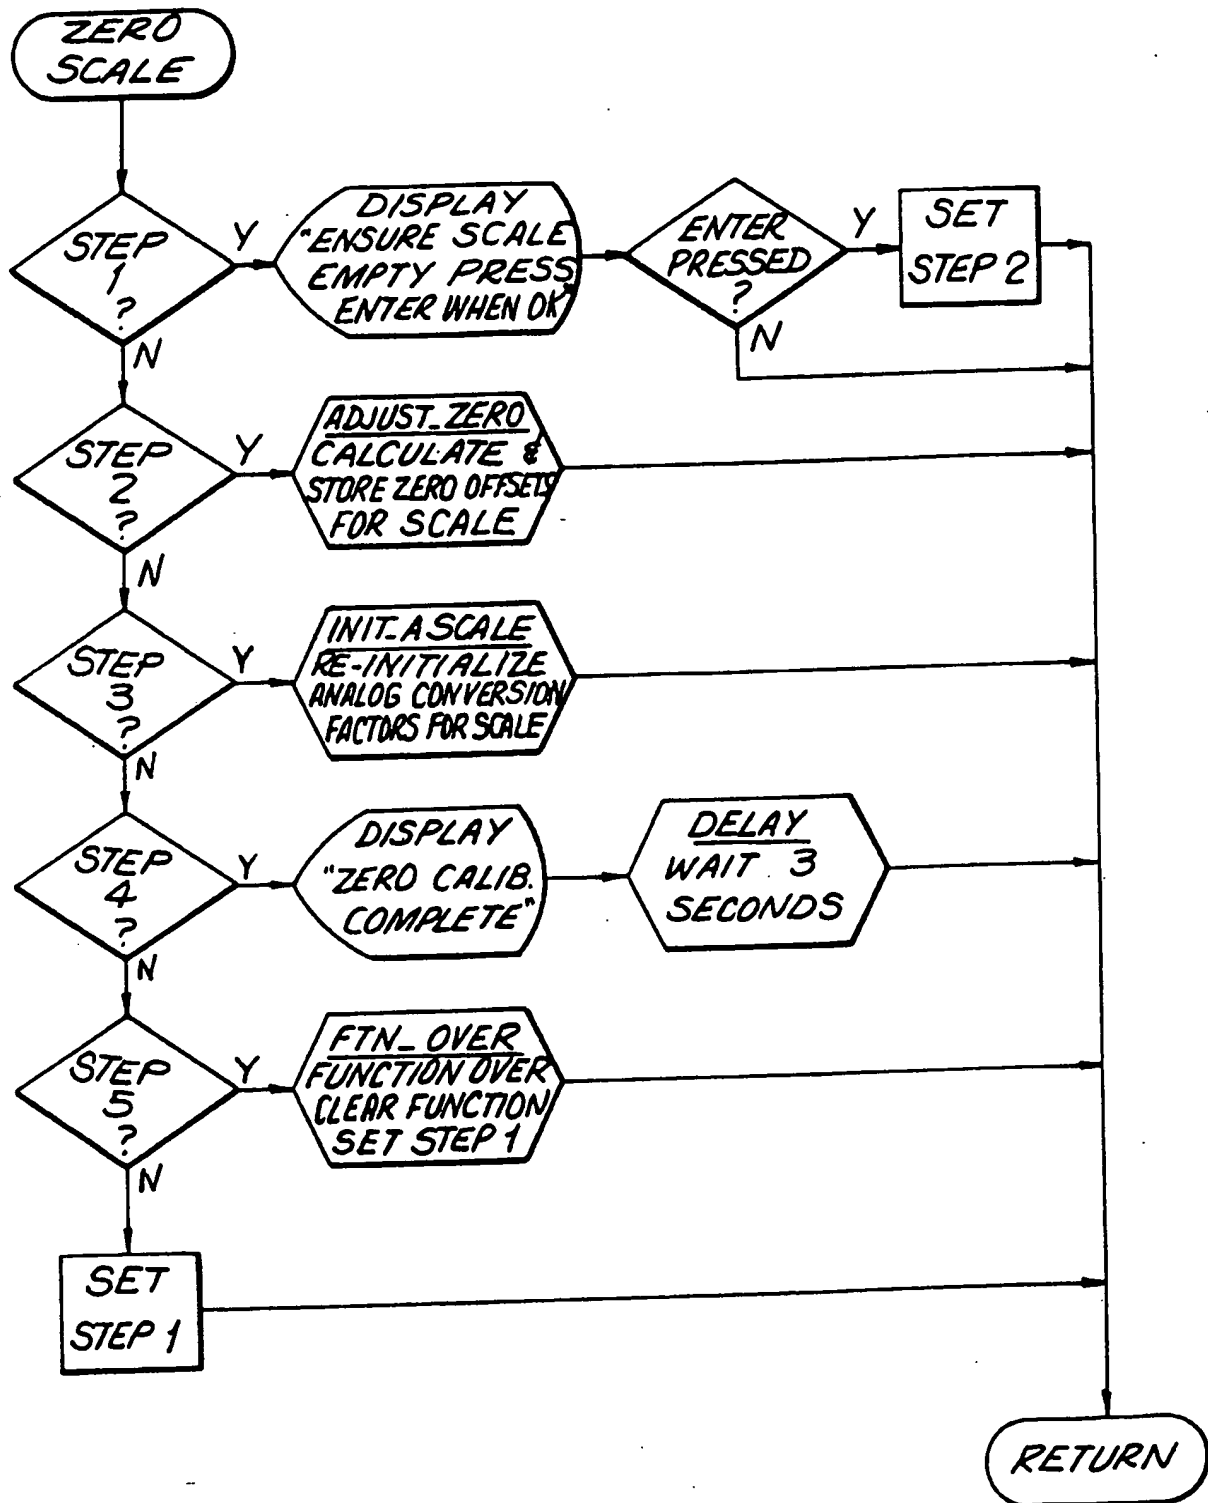 ZERO
SCALE
STEP
1
?
Y
DISPLAY
"ENSURE SCALE
EMPTY PRESS
ENTER WHEN OK"
ENTER
PRESSED
?
Y
SET
STEP 2
N
N
STEP
2
?
Y
ADJUST_ZERO
CALCULATE &
STORE ZERO OFFSETS
FOR SCALE
N
STEP
3
?
Y
INIT_A SCALE
RE-INITIALIZE
ANALOG CONVERSION
FACTORS FOR SCALE
N
STEP
4
?
Y
DISPLAY
"ZERO CALIB.
COMPLETE"
DELAY
WAIT 3
SECONDS
N
STEP
5
?
Y
FTN_OVER
FUNCTION OVER
CLEAR FUNCTION
SET STEP 1
N
SET
STEP 1
RETURN